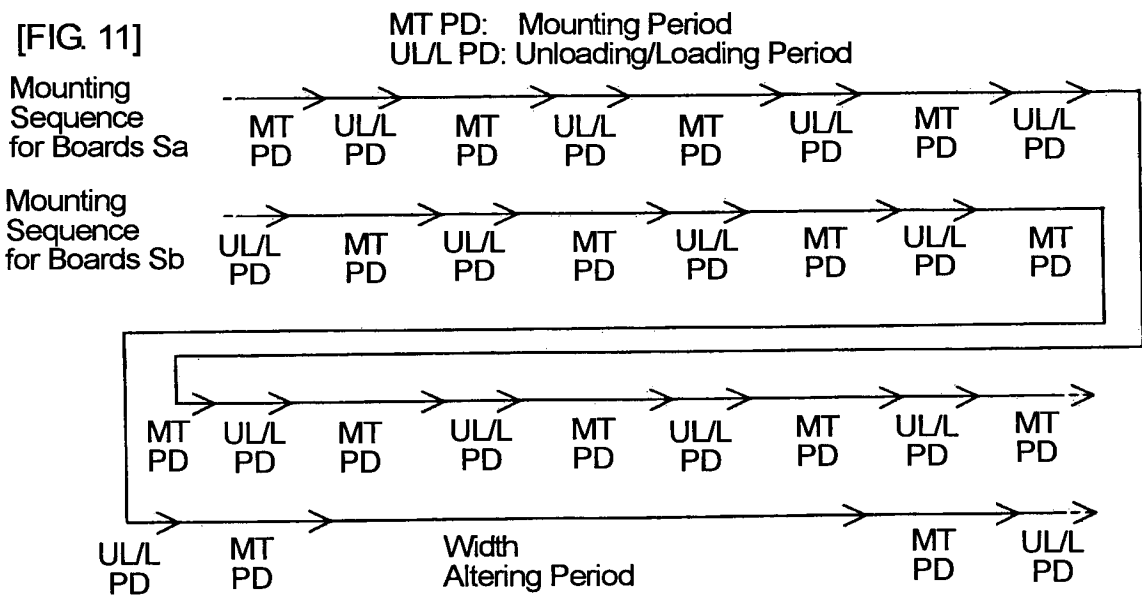 [FIG. 11]
MT PD: Mounting Period
UL/L PD: Unloading/Loading Period
Mounting
Sequence
for Boards Sa
MT UL/L MT UL/L MT UL/L MT UL/L
PD PD PD PD PD PD PD PD
Mounting
Sequence
for Boards Sb
UL/L MT UL/L MT UL/L MT UL/L MT
PD PD PD PD PD PD PD PD
MT UL/L MT UL/L MT UL/L MT UL/L MT
PD PD PD PD PD PD PD PD PD
UL/L MT Width MT UL/L
PD PD Altering Period PD PD